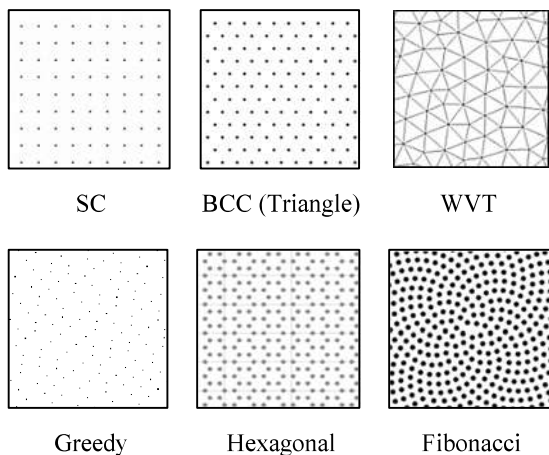 SC
BCC (Triangle)
WVT
Greedy
Hexagonal
Fibonacci